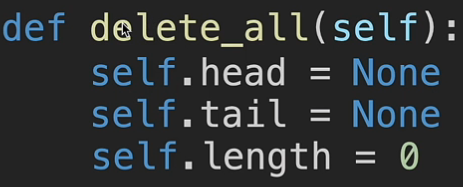 def delete_all(self):
    self.head = None
    self.tail = None
    self.length = 0